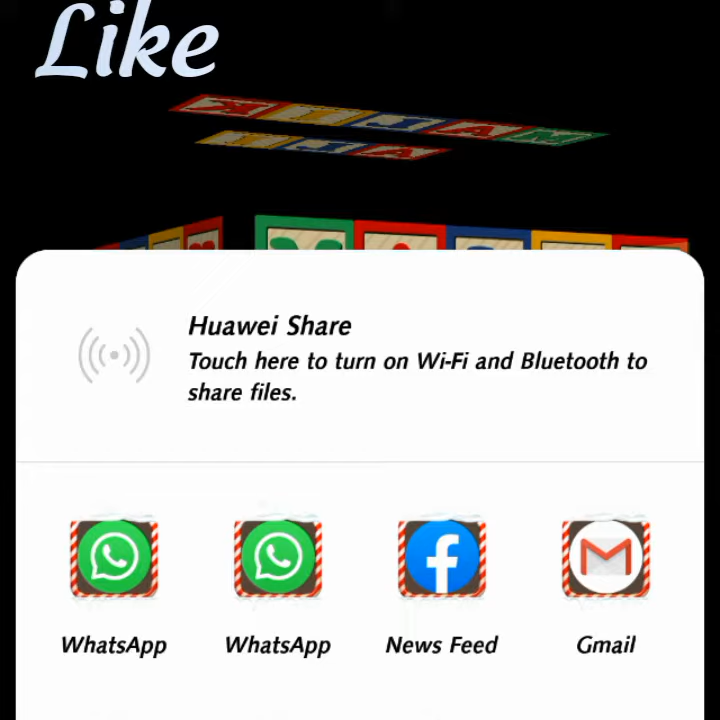 Like
Huawei Share
Touch here to turn on Wi-Fi and Bluetooth to
share files.
WhatsApp
WhatsApp
News Feed
Gmail